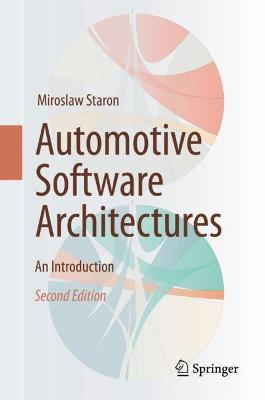 Miroslaw Staron
Automotive
Software
Architectures
An Introduction
Second Edition
Springer